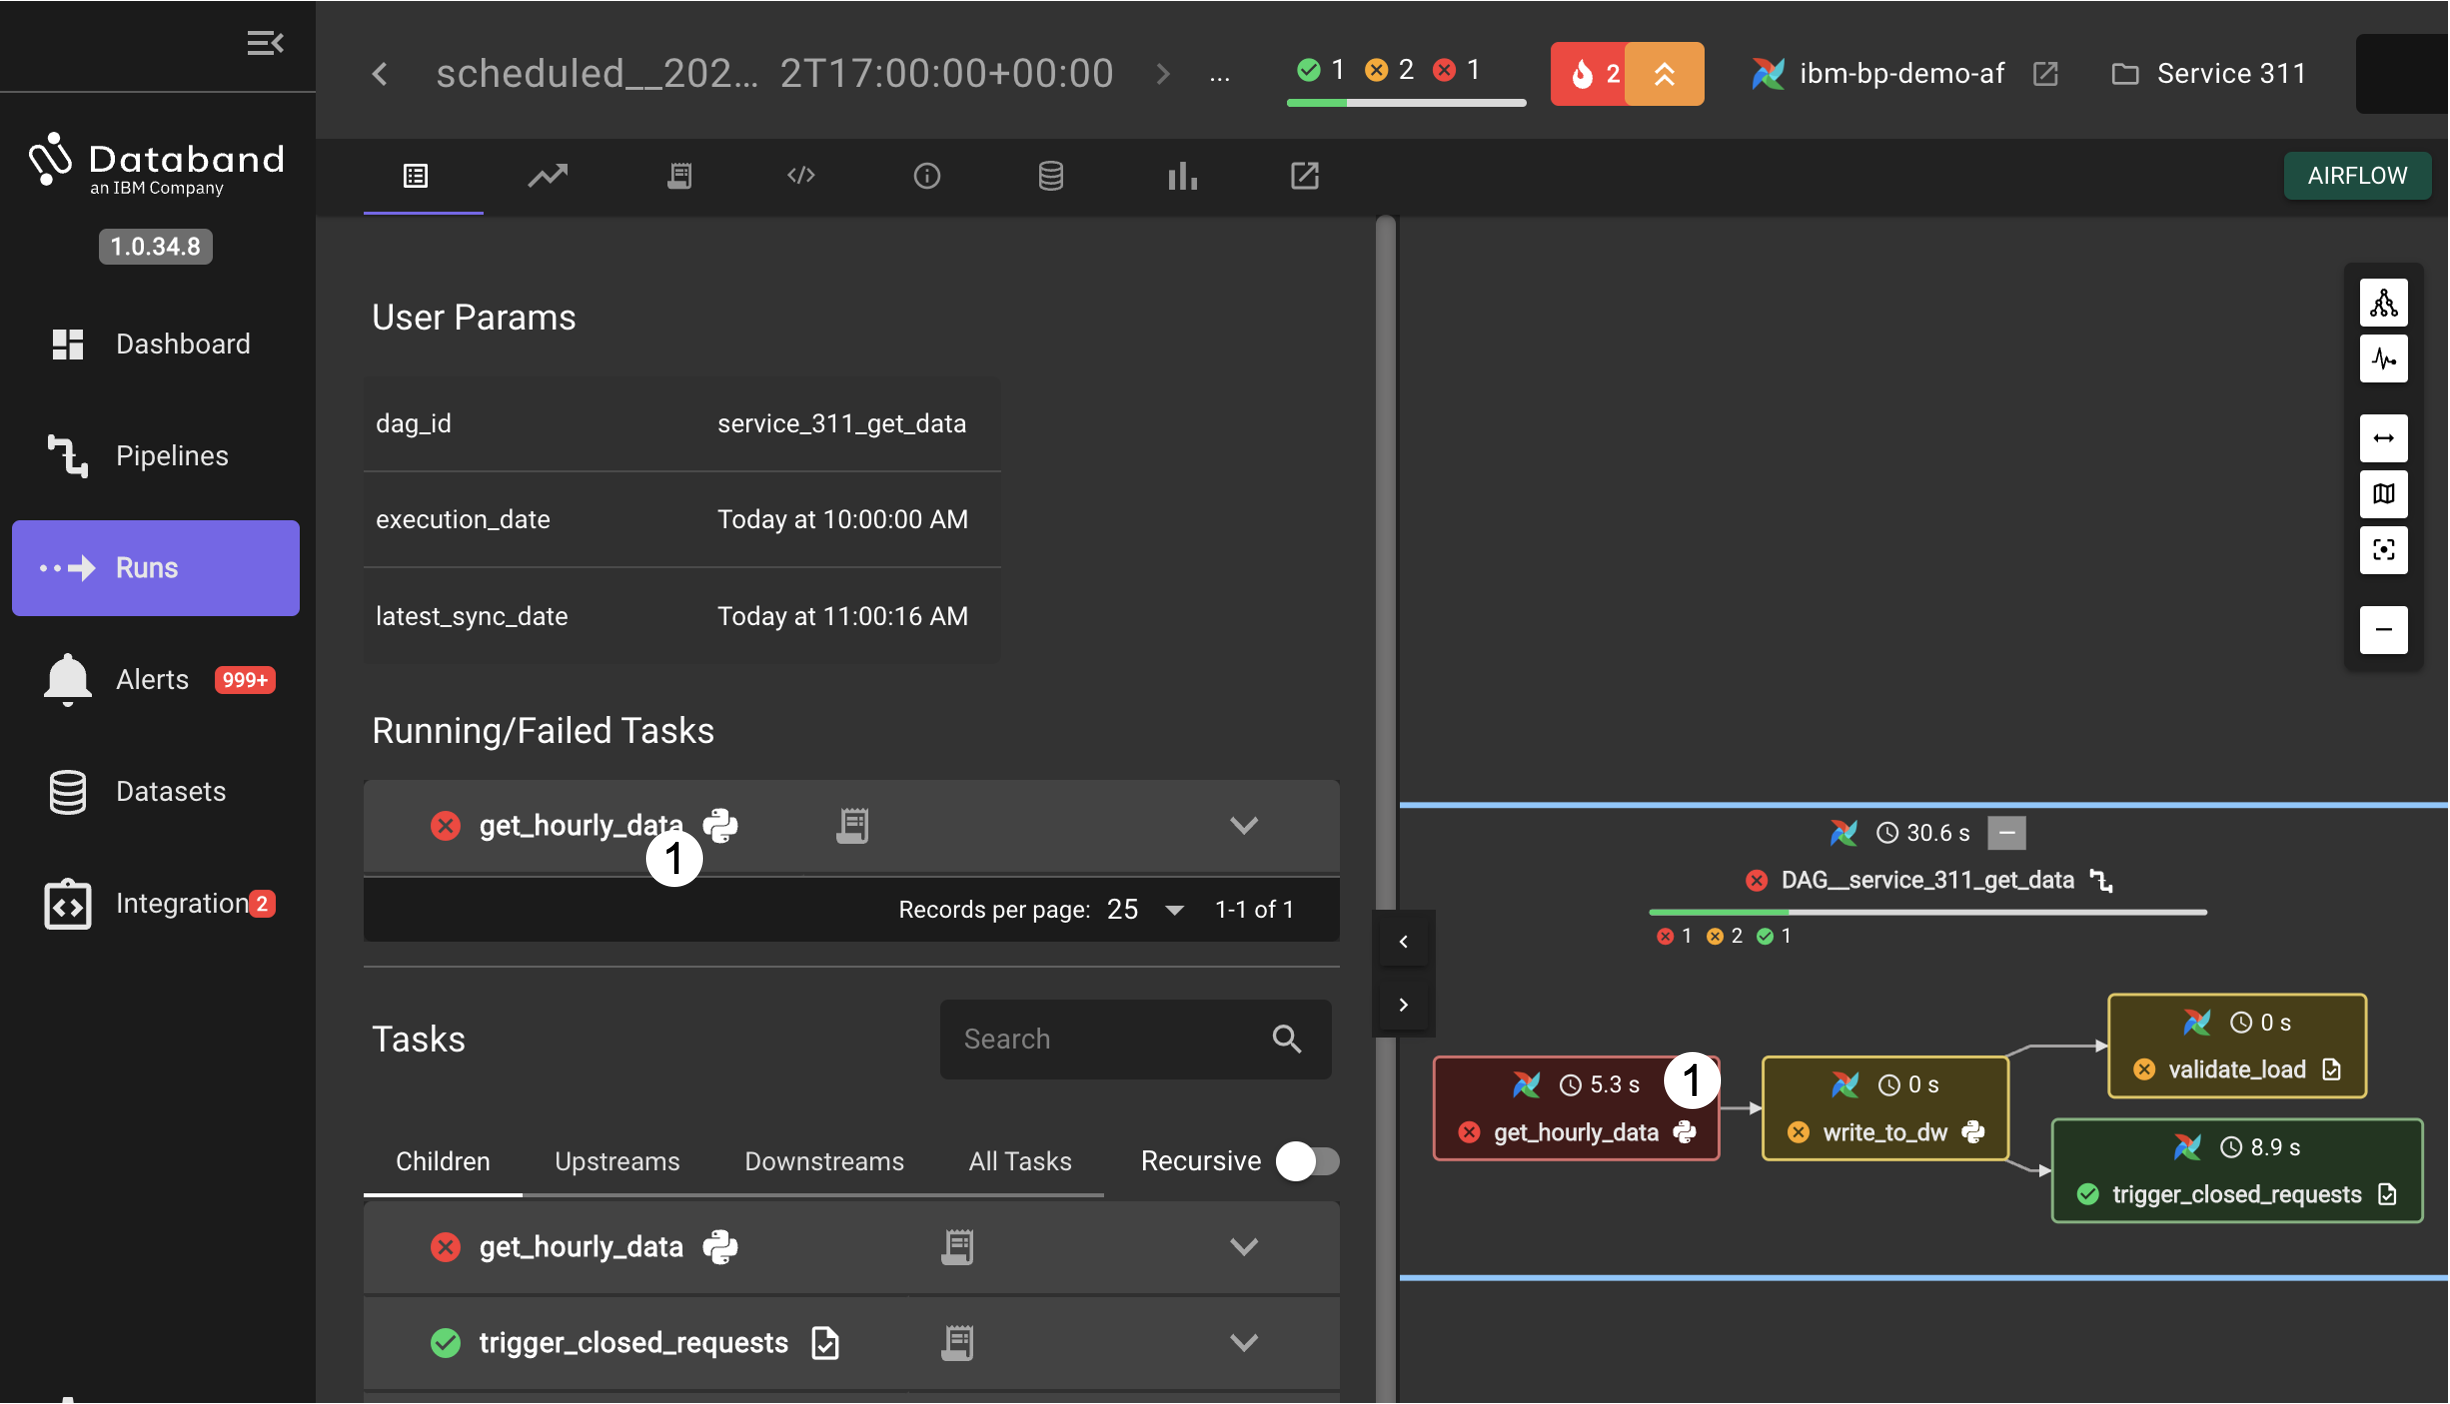 scheduled__202... 2T17:00:00+00:00
...
1 2 1
2
ibm-bp-demo-af
Service 311
Databand
an IBM Company
1.0.34.8
AIRFLOW
Dashboard
Pipelines
Runs
Alerts 999+
Datasets
Integration 2
User Params
dag_id service_311_get_data
execution_date Today at 10:00:00 AM
latest_sync_date Today at 11:00:16 AM
Running/Failed Tasks
get_hourly_data
1
Records per page: 25 1-1 of 1
Tasks
Search
Children Upstreams Downstreams All Tasks Recursive
get_hourly_data
trigger_closed_requests
30.6 s
DAG__service_311_get_data
1 2 1
5.3 s
1
get_hourly_data
0 s
write_to_dw
0 s
validate_load
8.9 s
trigger_closed_requests